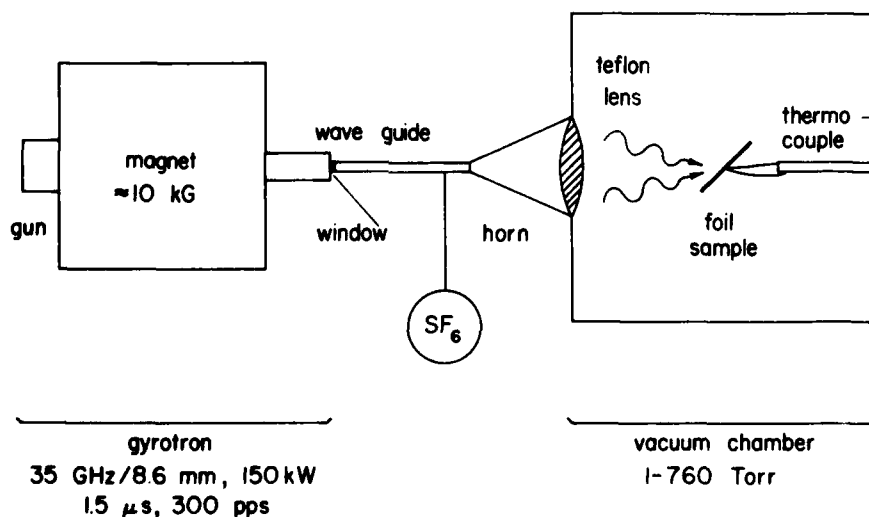 teflon
lens
thermo -
couple
wave guide
magnet
≈10 kG
gun
window
horn
foil
sample
SF6
gyrotron
35 GHz/8.6 mm, 150 kW
1.5 μs, 300 pps
vacuum chamber
1-760 Torr